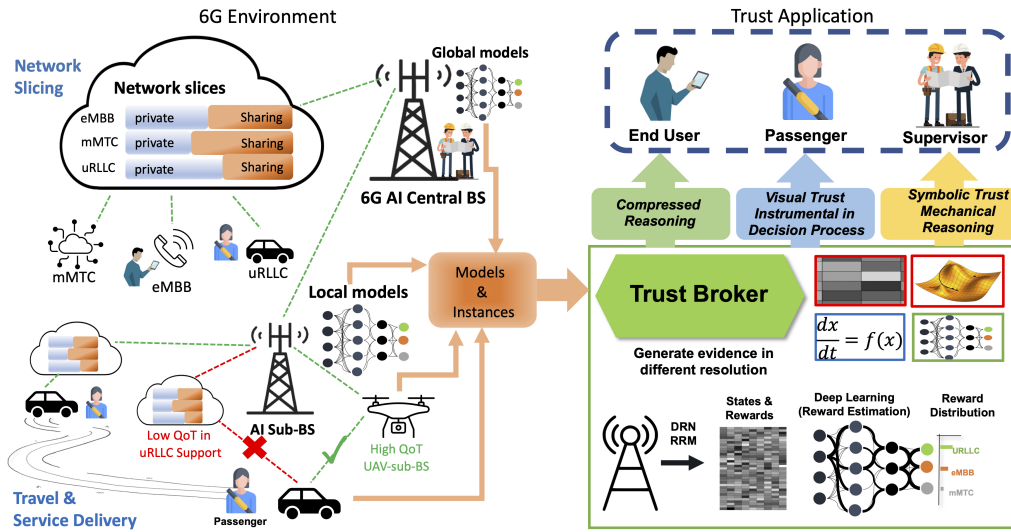 6G Environment
Trust Application
Network
Slicing
Network slices
eMBB
private
Sharing
mMTC
private
Sharing
uRLLC
private
Sharing
mMTC
eMBB
uRLLC
Global models
6G AI Central BS
Local models
AI Sub-BS
Low QoT in
uRLLC Support
High QoT
UAV-sub-BS
Travel &
Service Delivery
Passenger
Models
&
Instances
End User
Passenger
Supervisor
Compressed
Reasoning
Visual Trust
Instrumental in
Decision Process
Symbolic Trust
Mechanical
Reasoning
Trust Broker
Generate evidence in
different resolution
dx
dt
= f(x)
DRN
RRM
States &
Rewards
Deep Learning
(Reward Estimation)
Reward
Distribution
URLLC
eMBB
mMTC